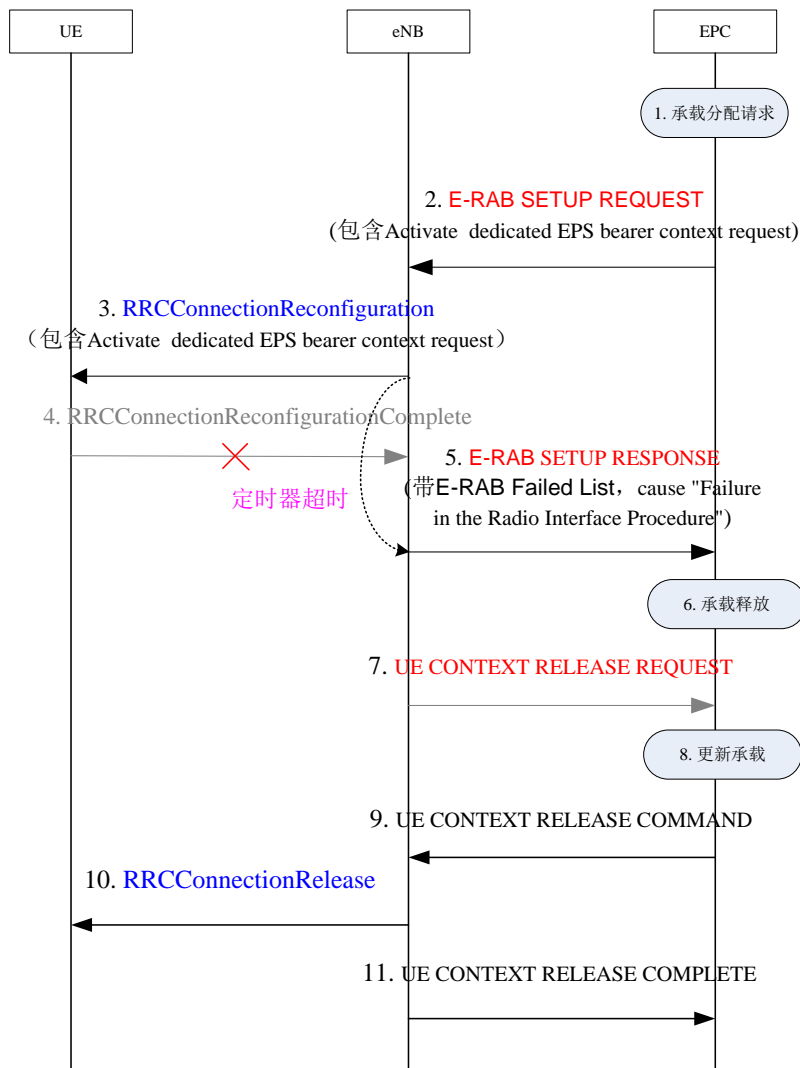 UE
eNB
EPC
1. 承载分配请求
2. E-RAB SETUP REQUEST
(包含Activate dedicated EPS bearer context request)
3. RRCConnectionReconfiguration
（包含Activate dedicated EPS bearer context request）
4. RRCConnectionReconfigurationComplete
5. E-RAB SETUP RESPONSE
(带E-RAB Failed List，cause "Failure
in the Radio Interface Procedure")
定时器超时
6. 承载释放
7. UE CONTEXT RELEASE REQUEST
8. 更新承载
9. UE CONTEXT RELEASE COMMAND
10. RRCConnectionRelease
11. UE CONTEXT RELEASE COMPLETE